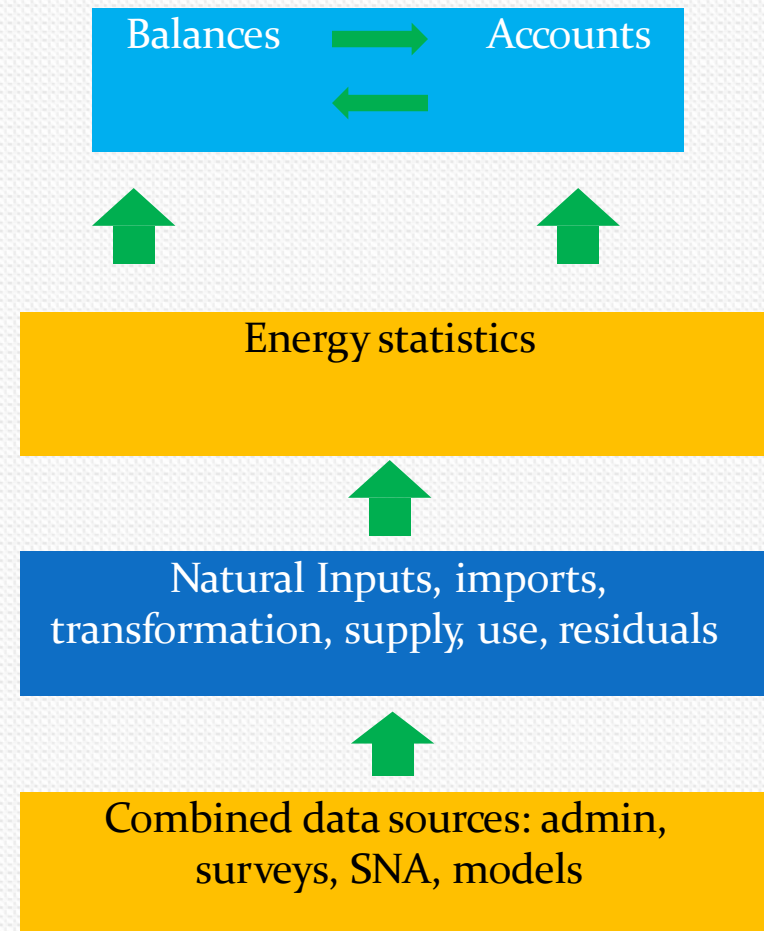 Balances Accounts
Energy statistics
Natural Inputs, imports,
transformation, supply, use, residuals
Combined data sources: admin,
surveys, SNA, models